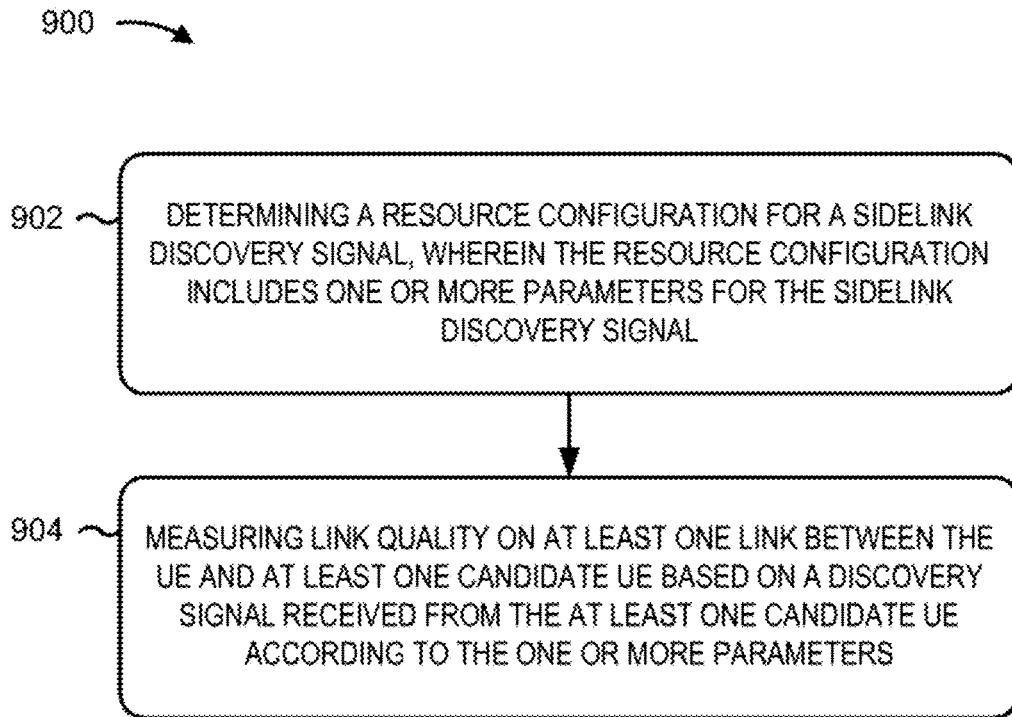 900
902
DETERMINING A RESOURCE CONFIGURATION FOR A SIDELINK
DISCOVERY SIGNAL, WHEREIN THE RESOURCE CONFIGURATION
INCLUDES ONE OR MORE PARAMETERS FOR THE SIDELINK
DISCOVERY SIGNAL
904
MEASURING LINK QUALITY ON AT LEAST ONE LINK BETWEEN THE
UE AND AT LEAST ONE CANDIDATE UE BASED ON A DISCOVERY
SIGNAL RECEIVED FROM THE AT LEAST ONE CANDIDATE UE
ACCORDING TO THE ONE OR MORE PARAMETERS